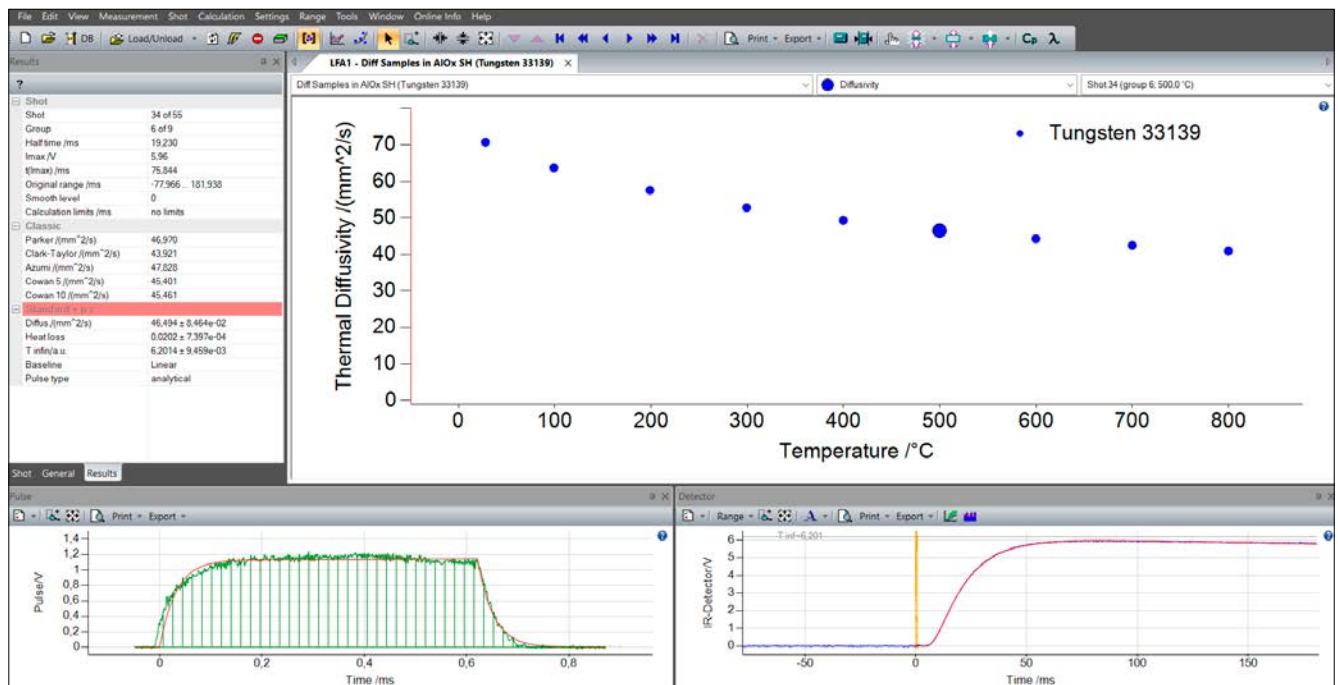 File Edit View Measurement Shot Calculation Settings Range Tools Window Online Info Help
DB Load/Unload Print Export Cp λ
Results
LFA1 - Diff Samples in AlOx SH (Tungsten 33139)
Diff Samples in AlOx SH (Tungsten 33139) Diffusivity Shot 34 (group 6; 500,0 °C)
?
Shot
Shot 34 of 55
Group 6 of 9
Half time /ms 19,230
Imax /V 5,96
t(Imax) /ms 75,844
Original range /ms -77,966 ... 181,938
Smooth level 0
Calculation limits /ms no limits
Classic
Parker /(mm^2/s) 46,970
Clark-Taylor /(mm^2/s) 43,921
Azumi /(mm^2/s) 47,828
Cowan 5 /(mm^2/s) 45,401
Cowan 10 /(mm^2/s) 45,461
Standard + p.c
Diffus./(mm^2/s) 46,494 ± 8,464e-02
Heat loss 0,0202 ± 7,397e-04
T infin/a.u. 6,2014 ± 9,459e-03
Baseline Linear
Pulse type analytical
Shot General Results
Thermal Diffusivity /(mm^2/s)
70
60
50
40
30
20
10
0
Tungsten 33139
0 100 200 300 400 500 600 700 800
Temperature /°C
Pulse
Print Export
Pulse/V
1,4
1,2
1
0,8
0,6
0,4
0,2
0
0 0,2 0,4 0,6 0,8
Time /ms
Detector
Range A Print Export
T inf=6,201
IR-Detector/V
6
5
4
3
2
1
0
-50 0 50 100 150
Time /ms